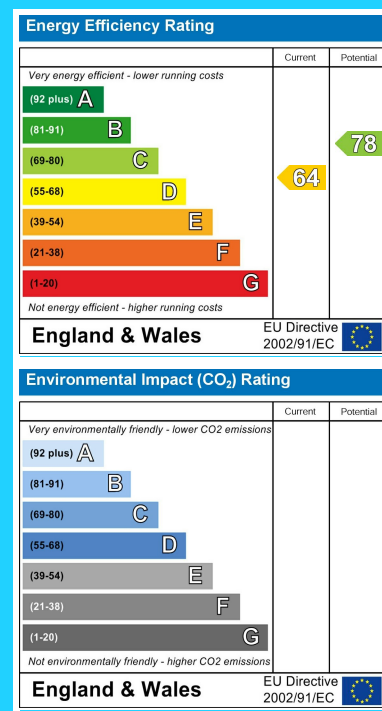 Energy Efficiency Rating
Current Potential
Very energy efficient - lower running costs
(92 plus) A
(81-91) B
(69-80) C
(55-68) D
(39-54) E
(21-38) F
(1-20) G
64
78
Not energy efficient - higher running costs
England & Wales
EU Directive
2002/91/EC
Environmental Impact (CO₂) Rating
Current Potential
Very environmentally friendly - lower CO2 emissions
(92 plus) A
(81-91) B
(69-80) C
(55-68) D
(39-54) E
(21-38) F
(1-20) G
Not environmentally friendly - higher CO2 emissions
England & Wales
EU Directive
2002/91/EC